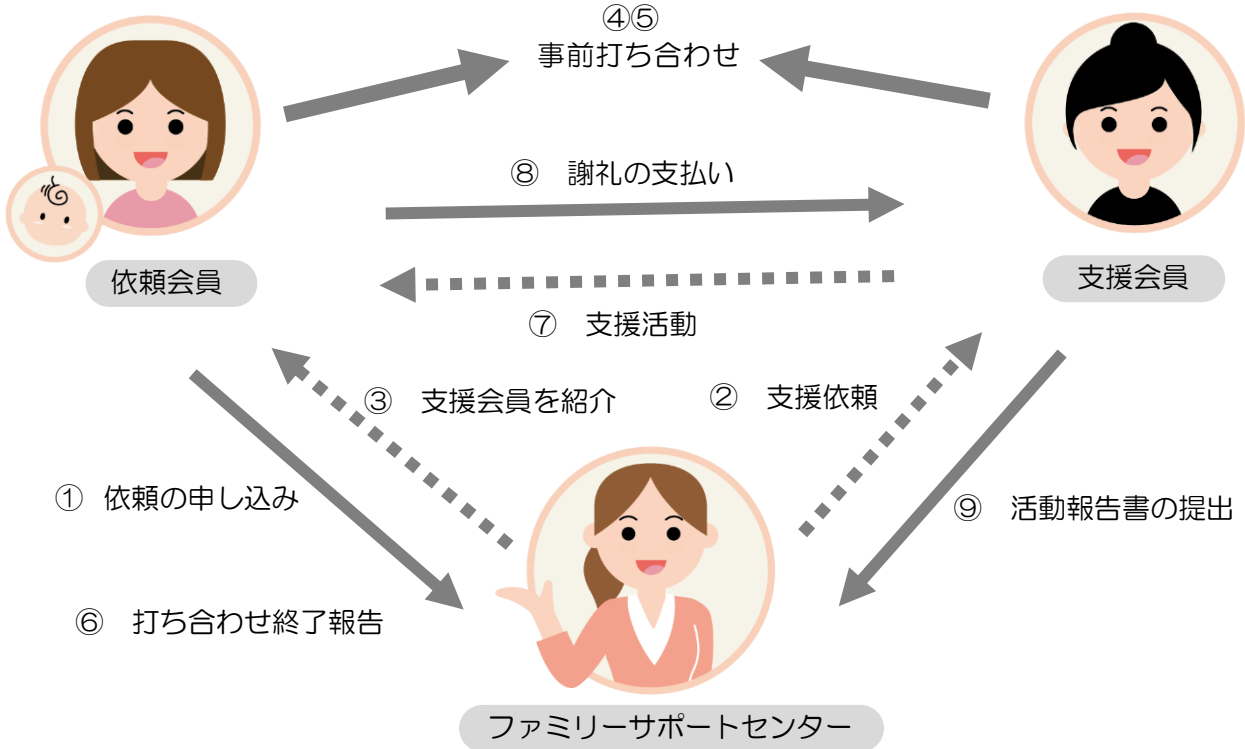 ④⑤
事前打ち合わせ
⑧　謝礼の支払い
依頼会員
支援会員
⑦　支援活動
③　支援会員を紹介
②　支援依頼
①　依頼の申し込み
⑨　活動報告書の提出
⑥　打ち合わせ終了報告
ファミリーサポートセンター